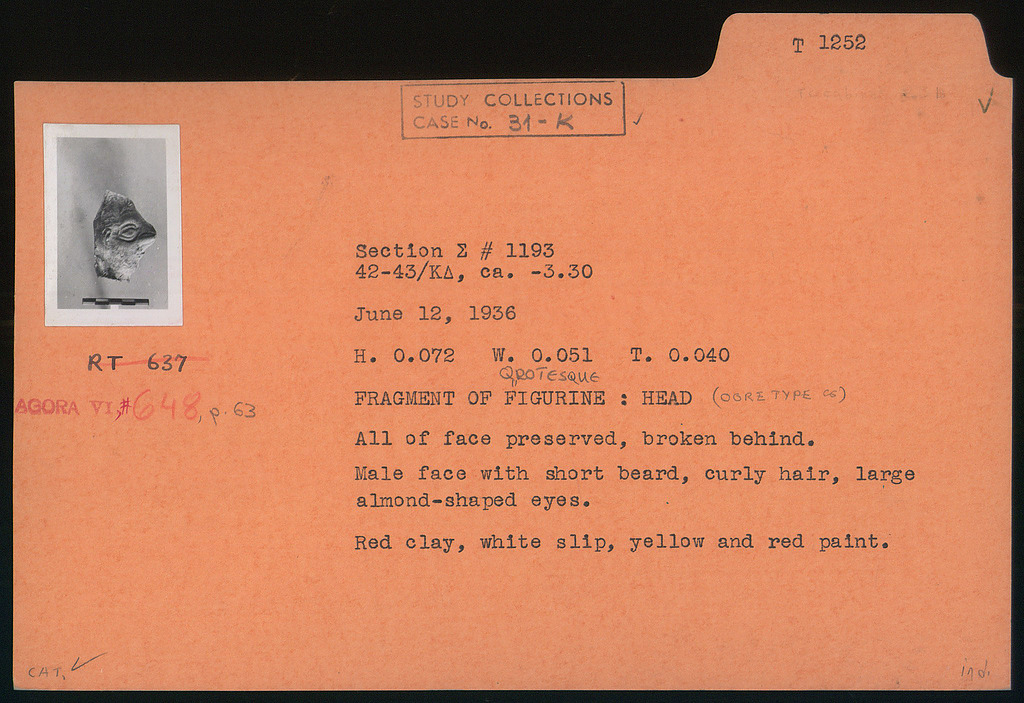 T 1252
STUDY COLLECTIONS
CASE No. 31-K
Section Σ # 1193
42-43/ΚΔ, ca. -3.30
June 12, 1936
RT 637
H. 0.072 W. 0.051 T. 0.040
GROTESQUE
AGORA VI, #648, p. 63
FRAGMENT OF FIGURINE : HEAD (OGRE TYPE CG)
All of face preserved, broken behind.
Male face with short beard, curly hair, large
almond-shaped eyes.
Red clay, white slip, yellow and red paint.
CAT.